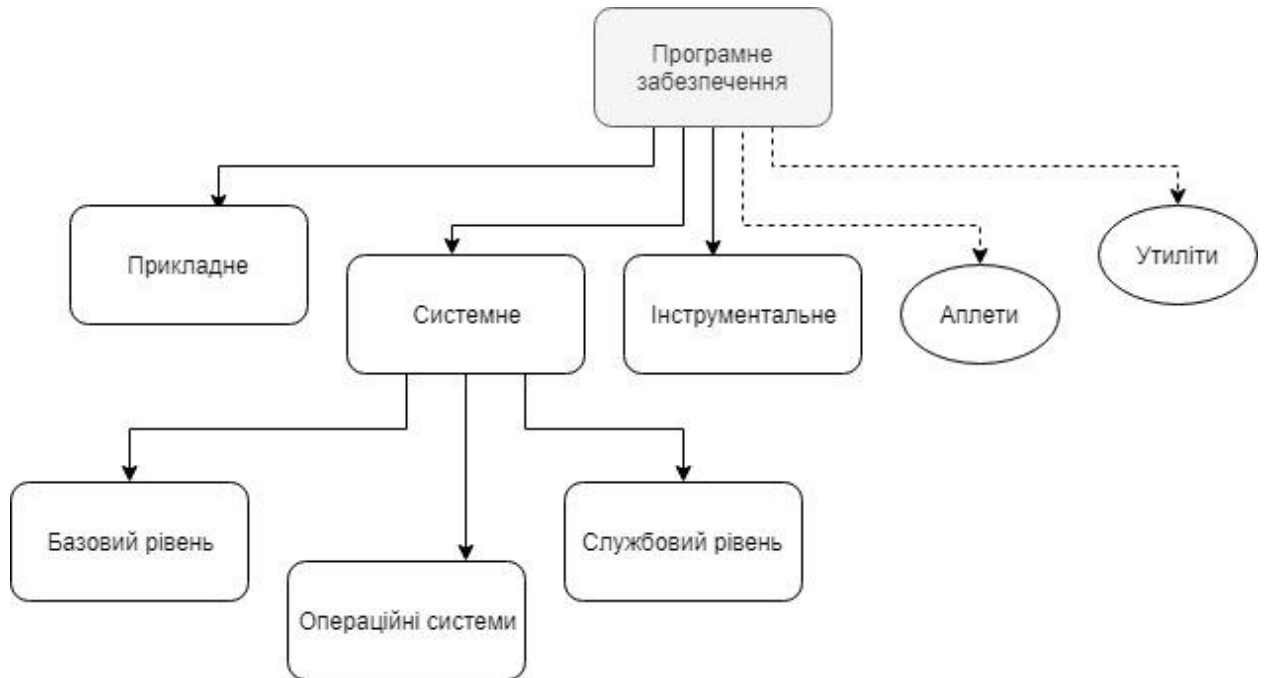 Програмне
забезпечення
Прикладне
Системне
Інструментальне
Аплети
Утиліти
Базовий рівень
Операційні системи
Службовий рівень